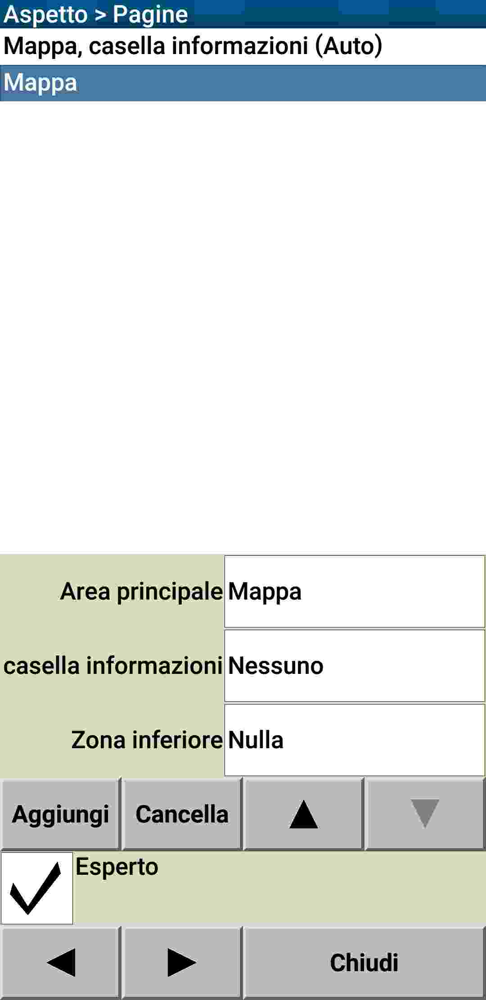 Aspetto > Pagine
Mappa, casella informazioni (Auto)
Mappa
Area principale Mappa
casella informazioni Nessuno
Zona inferiore Nulla
Aggiungi Cancella
Esperto
Chiudi